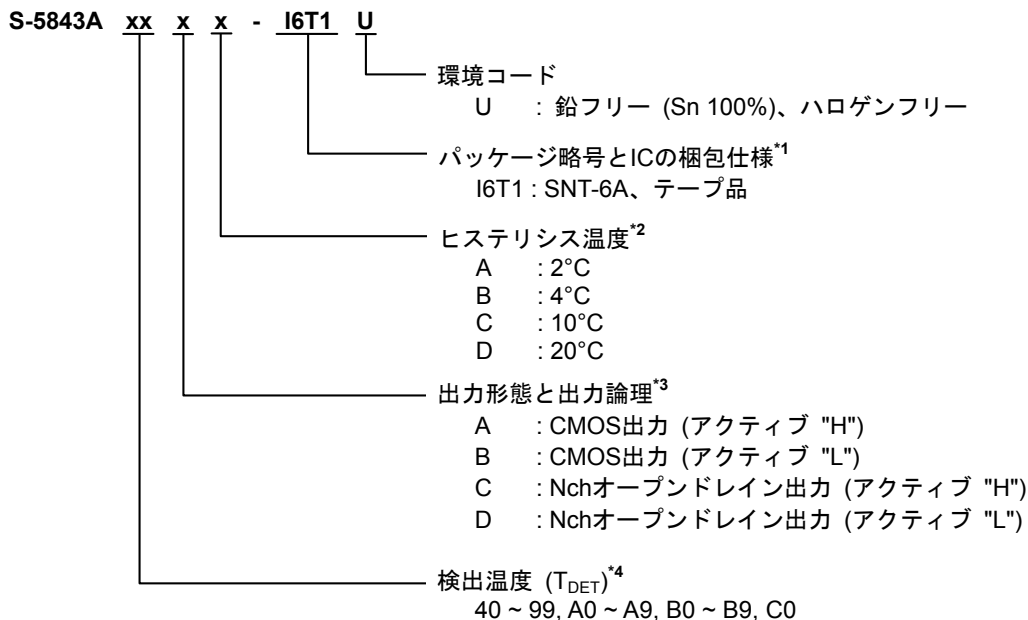 S-5843A xx x x - I6T1 U
環境コード
U : 鉛フリー (Sn 100%)、ハロゲンフリー
パッケージ略号とICの梱包仕様*1
I6T1 : SNT-6A、テープ品
ヒステリシス温度*2
A : 2°C
B : 4°C
C : 10°C
D : 20°C
出力形態と出力論理*3
A : CMOS出力 (アクティブ "H")
B : CMOS出力 (アクティブ "L")
C : Nchオープンドレイン出力 (アクティブ "H")
D : Nchオープンドレイン出力 (アクティブ "L")
検出温度 (TDET)*4
40 ~ 99, A0 ~ A9, B0 ~ B9, C0